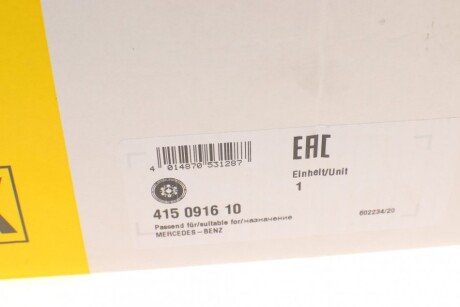 4 014870 531287
EAC
Einheit/Unit
1
415 0916 10
Passend für/suitable for/назначение
MERCEDES-BENZ
602234/20